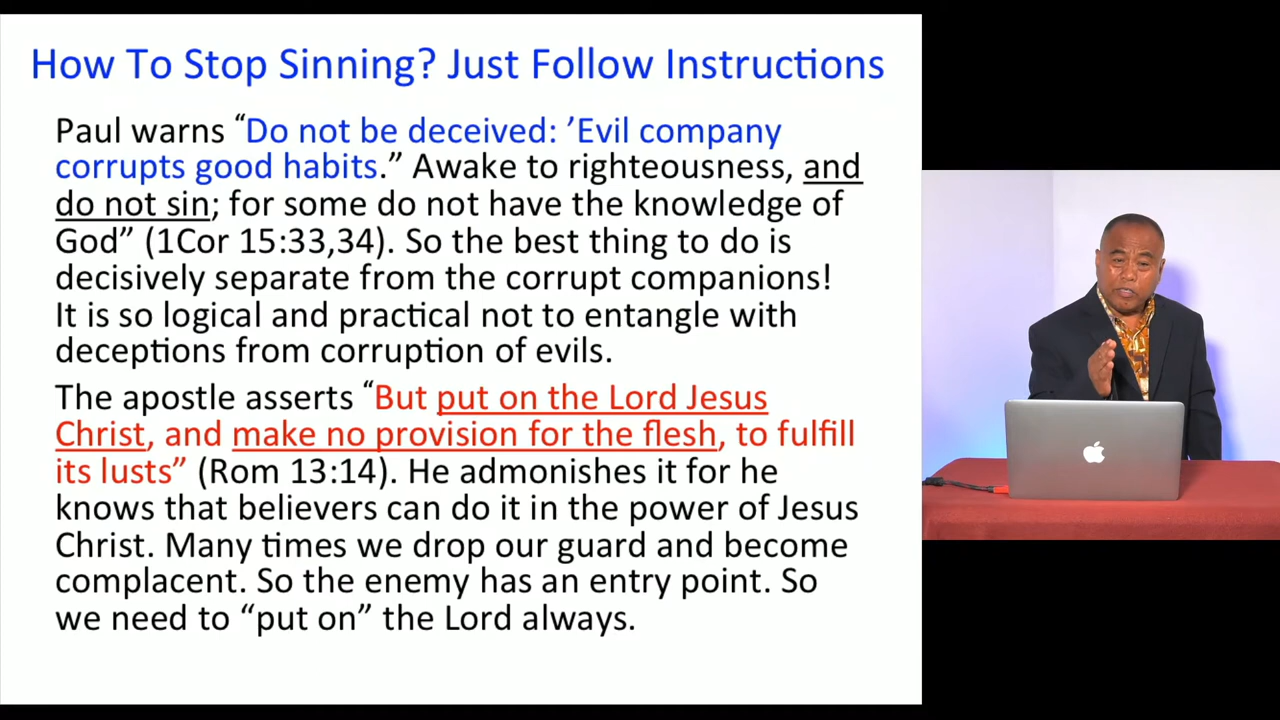 How To Stop Sinning? Just Follow Instructions
Paul warns “Do not be deceived: ’Evil company
corrupts good habits.” Awake to righteousness, and
do not sin; for some do not have the knowledge of
God” (1Cor 15:33,34). So the best thing to do is
decisively separate from the corrupt companions!
It is so logical and practical not to entangle with
deceptions from corruption of evils.
The apostle asserts “But put on the Lord Jesus
Christ, and make no provision for the flesh, to fulfill
its lusts” (Rom 13:14). He admonishes it for he
knows that believers can do it in the power of Jesus
Christ. Many times we drop our guard and become
complacent. So the enemy has an entry point. So
we need to “put on” the Lord always.